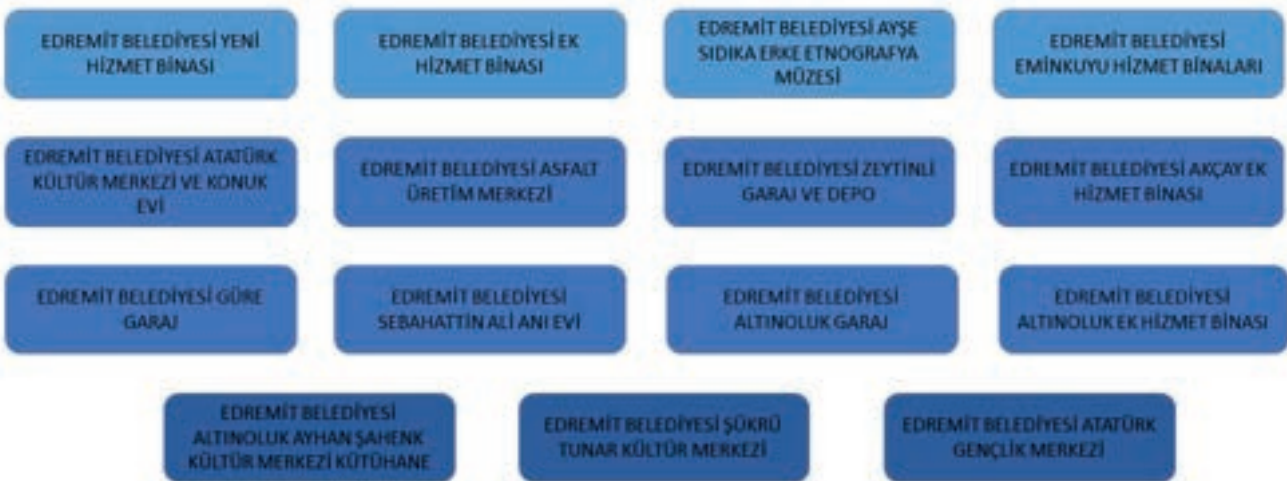 EDREMİT BELEDİYESİ YENİ
HİZMET BİNASI
EDREMİT BELEDİYESİ EK
HİZMET BİNASI
EDREMİT BELEDİYESİ AYŞE
SIDIKA ERKE ETNOGRAFYA
MÜZESİ
EDREMİT BELEDİYESİ
EMİNKUYU HİZMET BİNALARI
EDREMİT BELEDİYESİ ATATÜRK
KÜLTÜR MERKEZİ VE KONUK
EVİ
EDREMİT BELEDİYESİ ASFALT
ÜRETİM MERKEZİ
EDREMİT BELEDİYESİ ZEYTİNLİ
GARAJ VE DEPO
EDREMİT BELEDİYESİ AKÇAY EK
HİZMET BİNASI
EDREMİT BELEDİYESİ GÜRE
GARAJ
EDREMİT BELEDİYESİ
SEBAHATTİN ALİ ANI EVİ
EDREMİT BELEDİYESİ
ALTINOLUK GARAJ
EDREMİT BELEDİYESİ
ALTINOLUK EK HİZMET BİNASI
EDREMİT BELEDİYESİ
ALTINOLUK AYHAN ŞAHENK
KÜLTÜR MERKEZİ KÜTÜHANE
EDREMİT BELEDİYESİ ŞÜKRÜ
TUNAR KÜLTÜR MERKEZİ
EDREMİT BELEDİYESİ ATATÜRK
GENÇLİK MERKEZİ